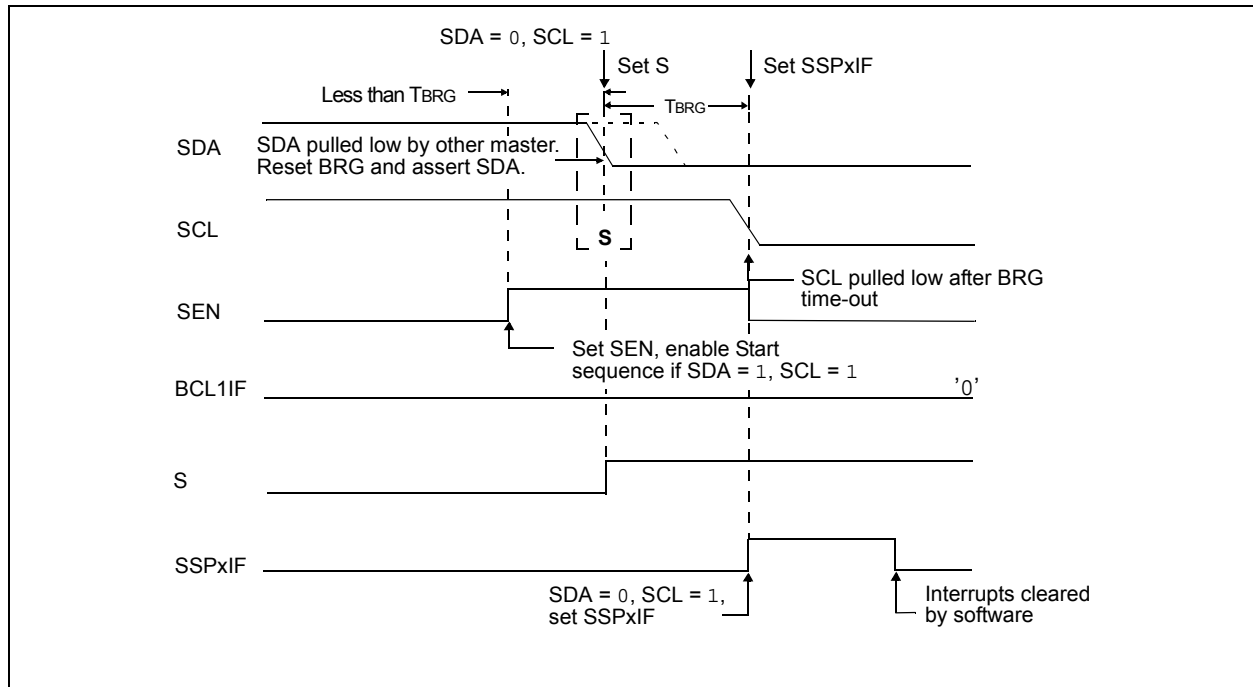 SDA = 0, SCL = 1
Set S
Set SSPxIF
Less than TBRG
TBRG
SDA
SDA pulled low by other master.
Reset BRG and assert SDA.
SCL
S
SCL pulled low after BRG
time-out
SEN
Set SEN, enable Start
sequence if SDA = 1, SCL = 1
BCL1IF
'0'
S
SSPxIF
SDA = 0, SCL = 1,
set SSPxIF
Interrupts cleared
by software